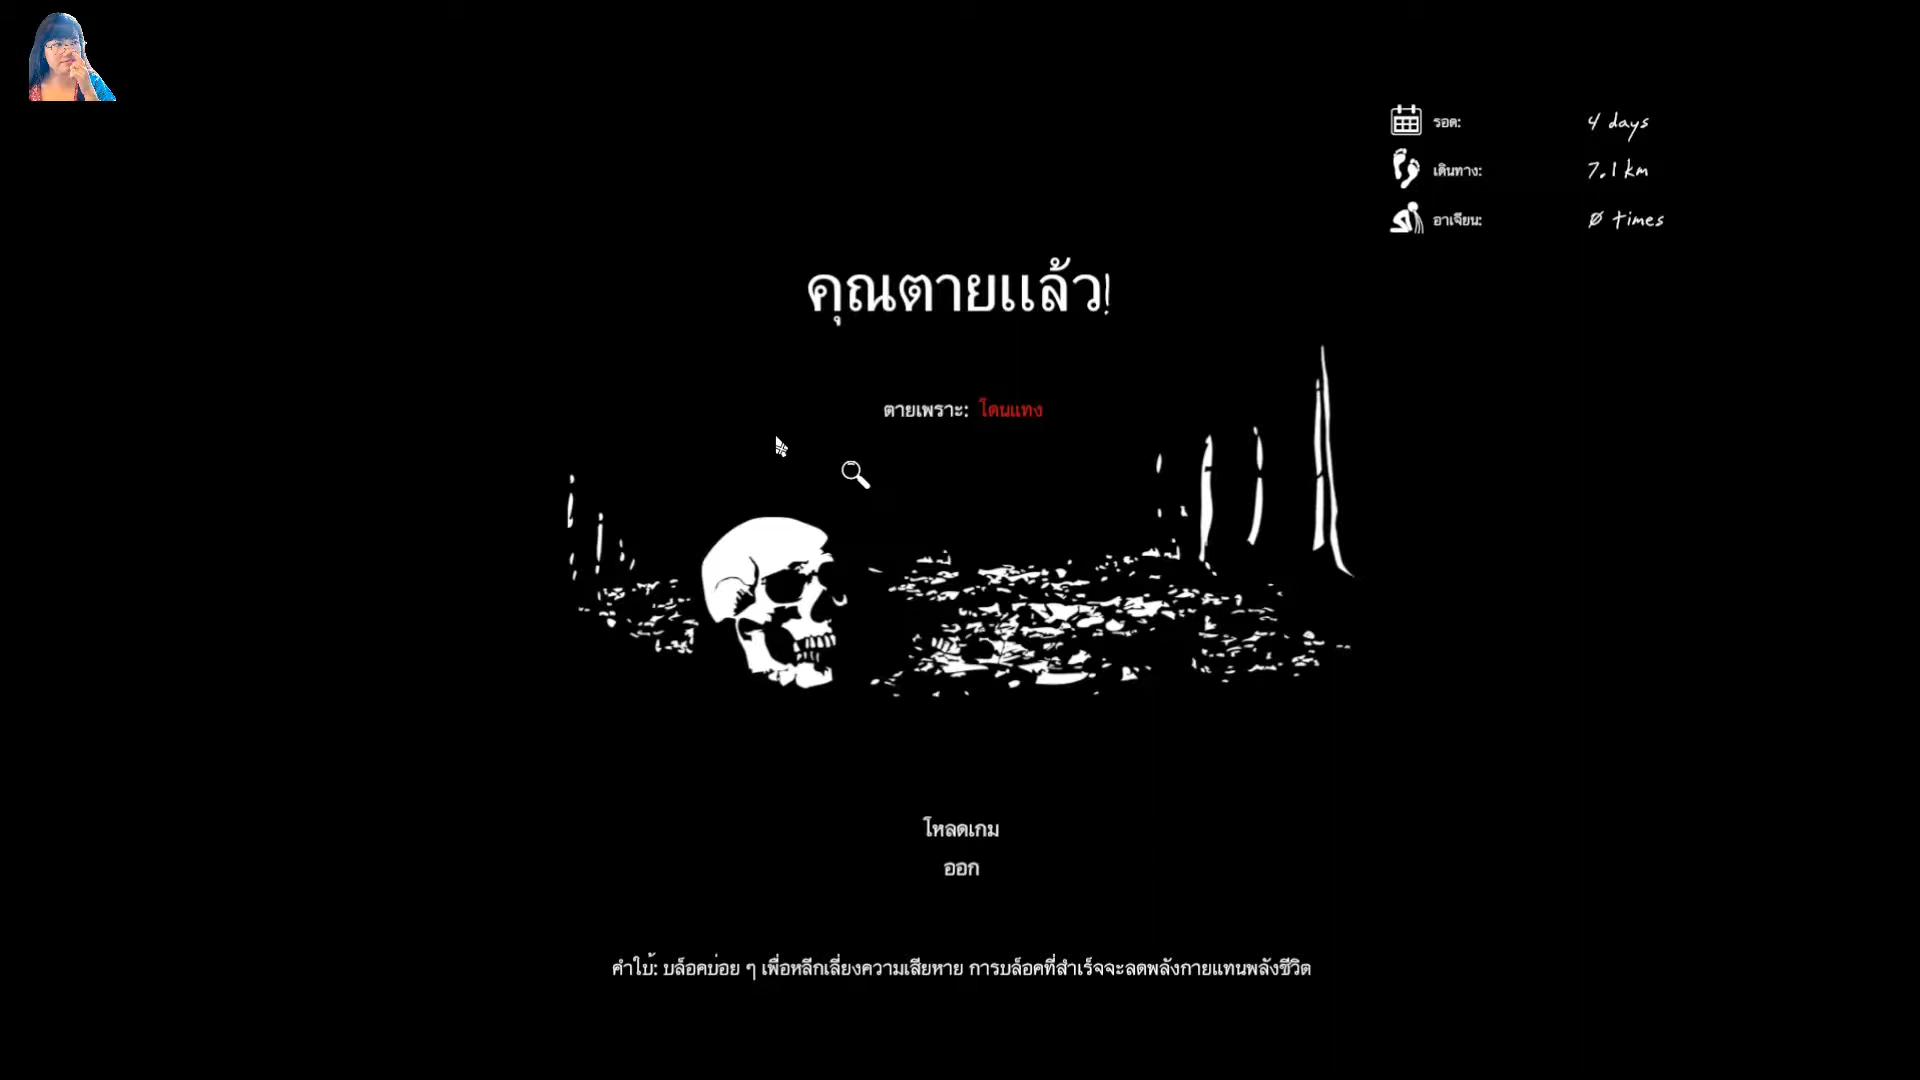 รอด: 4 days
เดินทาง: 7.1 km
อาเจียน: 0 times
คุณตายแล้ว!
ตายเพราะ: โดนแทง
โหลดเกม
ออก
คำใบ้: บล็อคบ่อย ๆ เพื่อหลีกเลี่ยงความเสียหาย การบล็อคที่สำเร็จจะลดพลังกายแทนพลังชีวิต